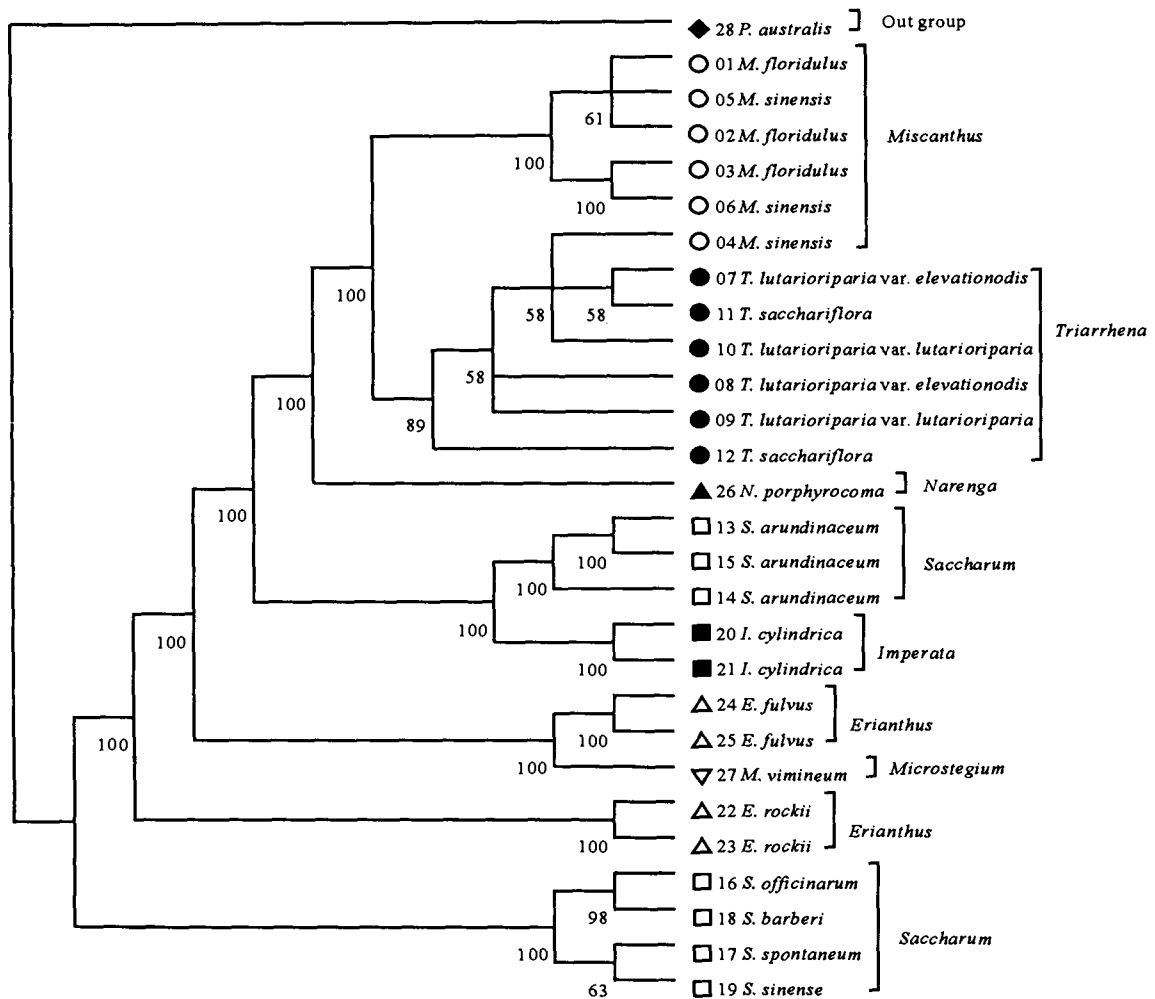 28 P. australis
Out group
01 M. floridulus
05 M. sinensis
61
02 M. floridulus
Miscanthus
100
03 M. floridulus
100
06 M. sinensis
04 M. sinensis
100
07 T. lutarioriparia var. elevationodis
58
58
11 T. sacchariflora
Triarrhena
10 T. lutarioriparia var. lutarioriparia
58
08 T. lutarioriparia var. elevationodis
100
89
09 T. lutarioriparia var. lutarioriparia
12 T. sacchariflora
26 N. porphyrocoma
Narenga
100
13 S. arundinaceum
100
15 S. arundinaceum
Saccharum
100
14 S. arundinaceum
100
20 I. cylindrica
100
Imperata
100
21 I. cylindrica
24 E. fulvus
Erianthus
100
100
25 E. fulvus
100
27 M. vimineum
Microstegium
22 E. rockii
Erianthus
100
23 E. rockii
16 S. officinarum
98
18 S. barberi
Saccharum
100
17 S. spontaneum
63
19 S. sinense